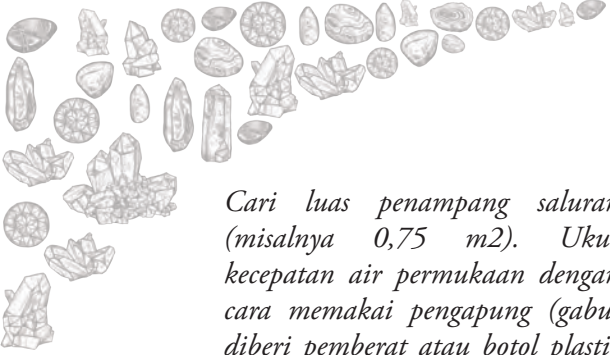 Cari luas penampang saluran
(misalnya 0,75 m2). Uku
kecepatan air permukaan dengan
cara memakai pengapung (gabu
diberi pemberat atau botol plasti